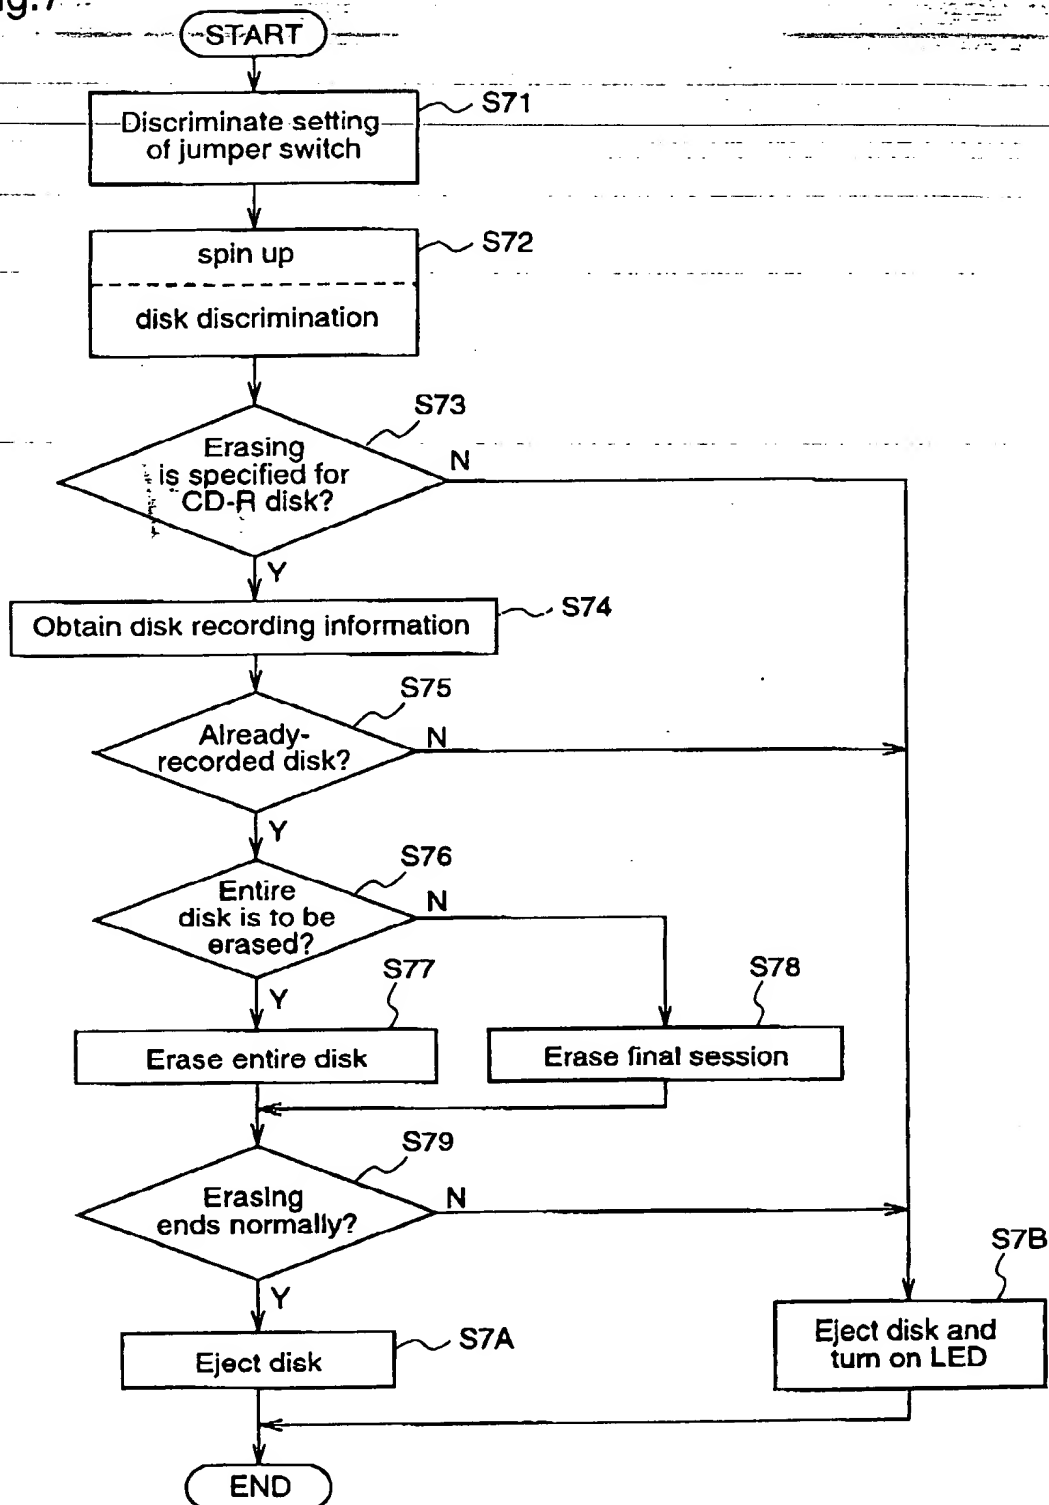 START
S71
Discriminate setting
of jumper switch
S72
spin up
disk discrimination
S73
Erasing
is specified for
CD-R disk?
N
Y
S74
Obtain disk recording information
S75
Already-
recorded disk?
N
Y
S76
Entire
disk is to be
erased?
N
Y
S77
S78
Erase entire disk
Erase final session
S79
Erasing
ends normally?
N
Y
S7B
S7A
Eject disk
Eject disk and
turn on LED
END